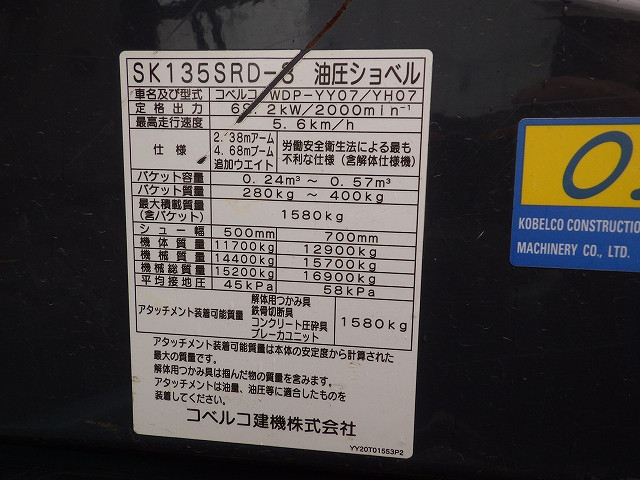 SK135SRD-3 油圧ショベル
車名及び型式 コベルコ WDP-YY07/YH07
定格出力 68.2kW/2000min⁻¹
最高走行速度 5.6km/h
仕様 2.38mアーム 4.68mブーム 追加ウエイト 労働安全衛生法による最も不利な仕様(含解体仕様機)
バケット容量 0.24m³ ~ 0.57m³
バケット質量 280kg ~ 400kg
最大積載質量(含バケット) 1580kg
シュー幅 500mm 700mm
機体質量 11700kg 12900kg
機械質量 14400kg 15700kg
機械総質量 15200kg 16900kg
平均接地圧 45kPa 58kPa
アタッチメント装着可能質量 解体用つかみ具 鉄骨切断具 コンクリート圧砕具 ブレーカユニット 1580kg
アタッチメント装着可能質量は本体の安定度から計算された
最大の質量です。
解体用つかみ具は掴んだ物の質量を含みます。
アタッチメントは油量、油圧等に適合したものを
装着してください。
コベルコ建機株式会社
YY20T01553P2
KOBELCO CONSTRUCTION
MACHINERY CO., LTD.